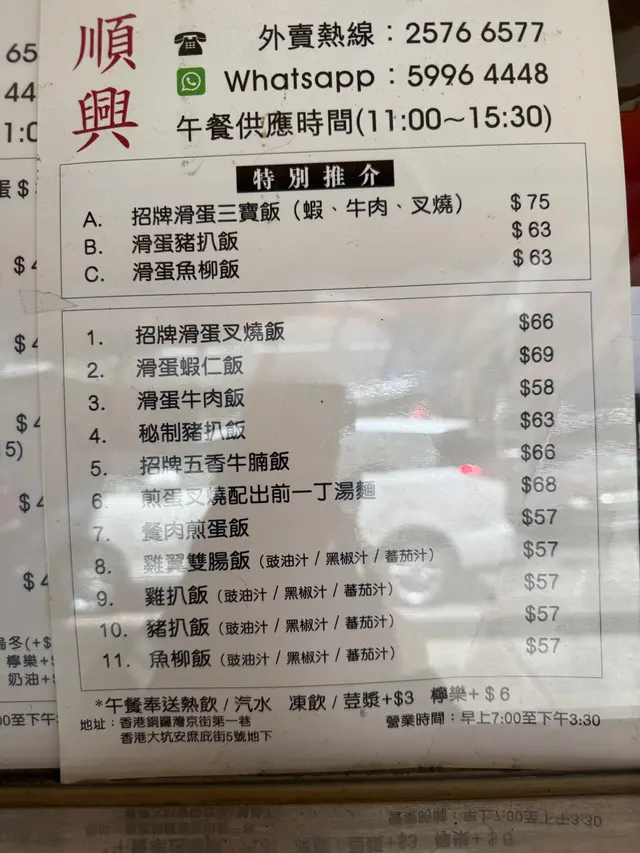 順興
外賣熱線：2576 6577
Whatsapp：5996 4448
午餐供應時間(11:00～15:30)
特別推介
A. 招牌滑蛋三寶飯（蝦、牛肉、叉燒） $75
B. 滑蛋豬扒飯 $63
C. 滑蛋魚柳飯 $63
1. 招牌滑蛋叉燒飯 $66
2. 滑蛋蝦仁飯 $69
3. 滑蛋牛肉飯 $58
4. 秘制豬扒飯 $63
5. 招牌五香牛腩飯 $66
6. 煎蛋叉燒配出前一丁湯麵 $68
7. 餐肉煎蛋飯 $57
8. 雞翼雙腸飯（豉油汁 / 黑椒汁 / 蕃茄汁） $57
9. 雞扒飯（豉油汁 / 黑椒汁 / 蕃茄汁） $57
10. 豬扒飯（豉油汁 / 黑椒汁 / 蕃茄汁） $57
11. 魚柳飯（豉油汁 / 黑椒汁 / 蕃茄汁） $57
*午餐奉送熱飲 / 汽水 凍飲 / 荳漿+$3 檸樂+$6
地址：香港銅鑼灣京街第一巷
香港大坑安庶庇街5號地下
營業時間：早上7:00至下午3:30
65
44
蛋 $
5)
檸樂+
奶油+